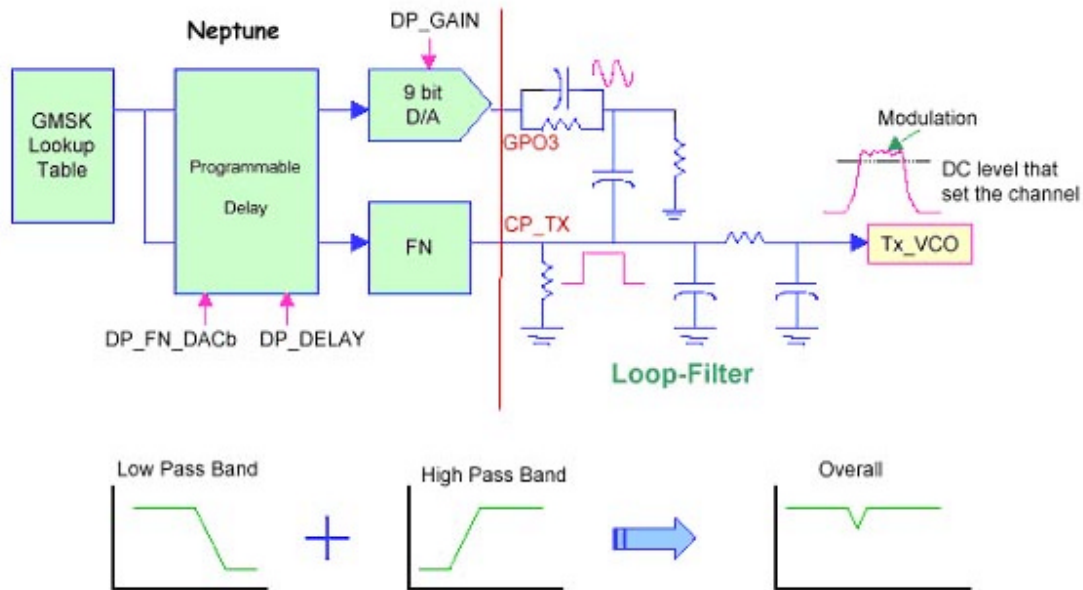 Neptune
DP_GAIN
GMSK
Lookup
Table
Programmable
Delay
9 bit
D/A
GPO3
Modulation
DC level that
set the channel
FN
CP_TX
Tx_VCO
DP_FN_DACb
DP_DELAY
Loop-Filter
Low Pass Band
High Pass Band
Overall